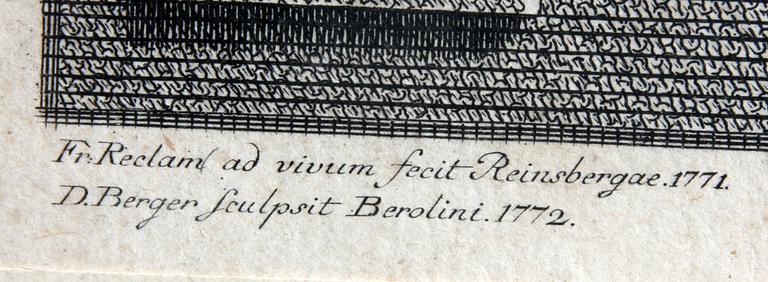 Fr. Reclam ad vivum fecit Reinsbergae. 1771.
D. Berger sculpsit Berolini. 1772.